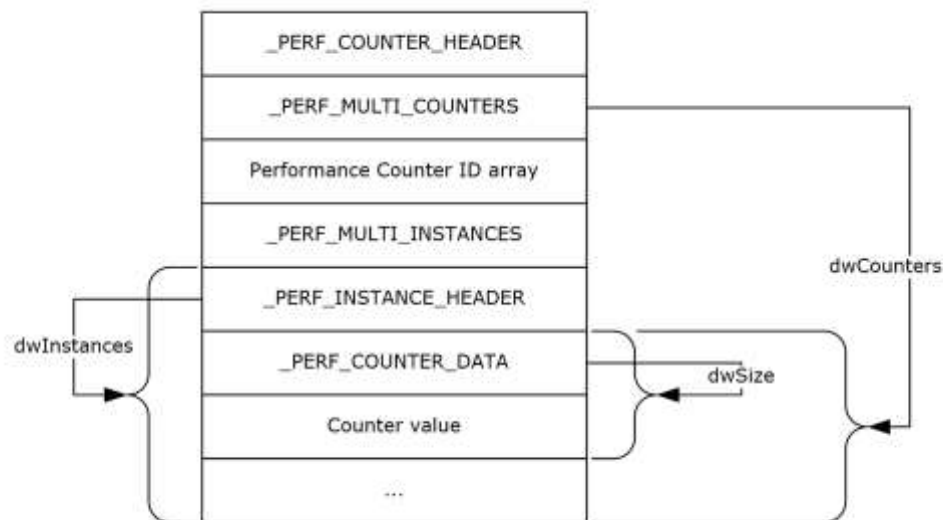 _PERF_COUNTER_HEADER
_PERF_MULTI_COUNTERS
Performance Counter ID array
_PERF_MULTI_INSTANCES
dwCounters
_PERF_INSTANCE_HEADER
dwInstances
_PERF_COUNTER_DATA
dwSize
Counter value
...